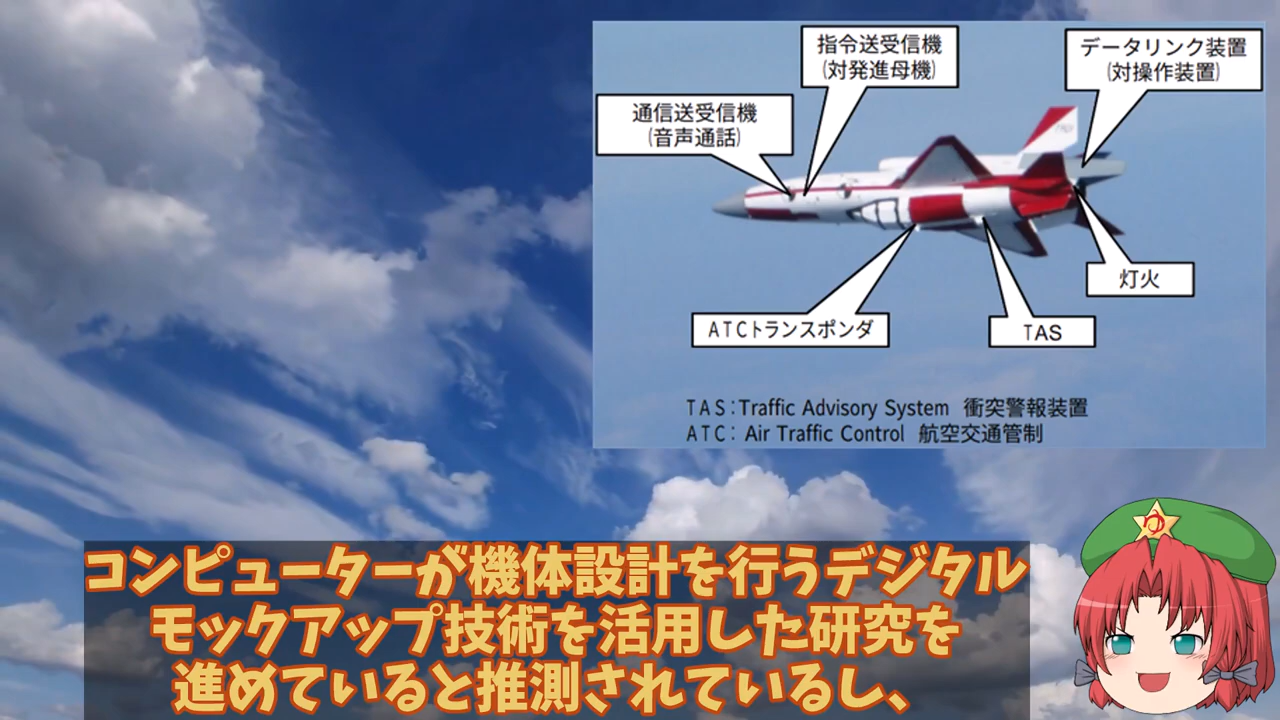 指令送受信機
(対発進母機)
データリンク装置
(対操作装置)
通信送受信機
(音声通話)
灯火
ATCトランスポンダ
TAS
TAS:Traffic Advisory System 衝突警報装置
ATC: Air Traffic Control 航空交通管制
コンピューターが機体設計を行うデジタル
モックアップ技術を活用した研究を
進めていると推測されているし、